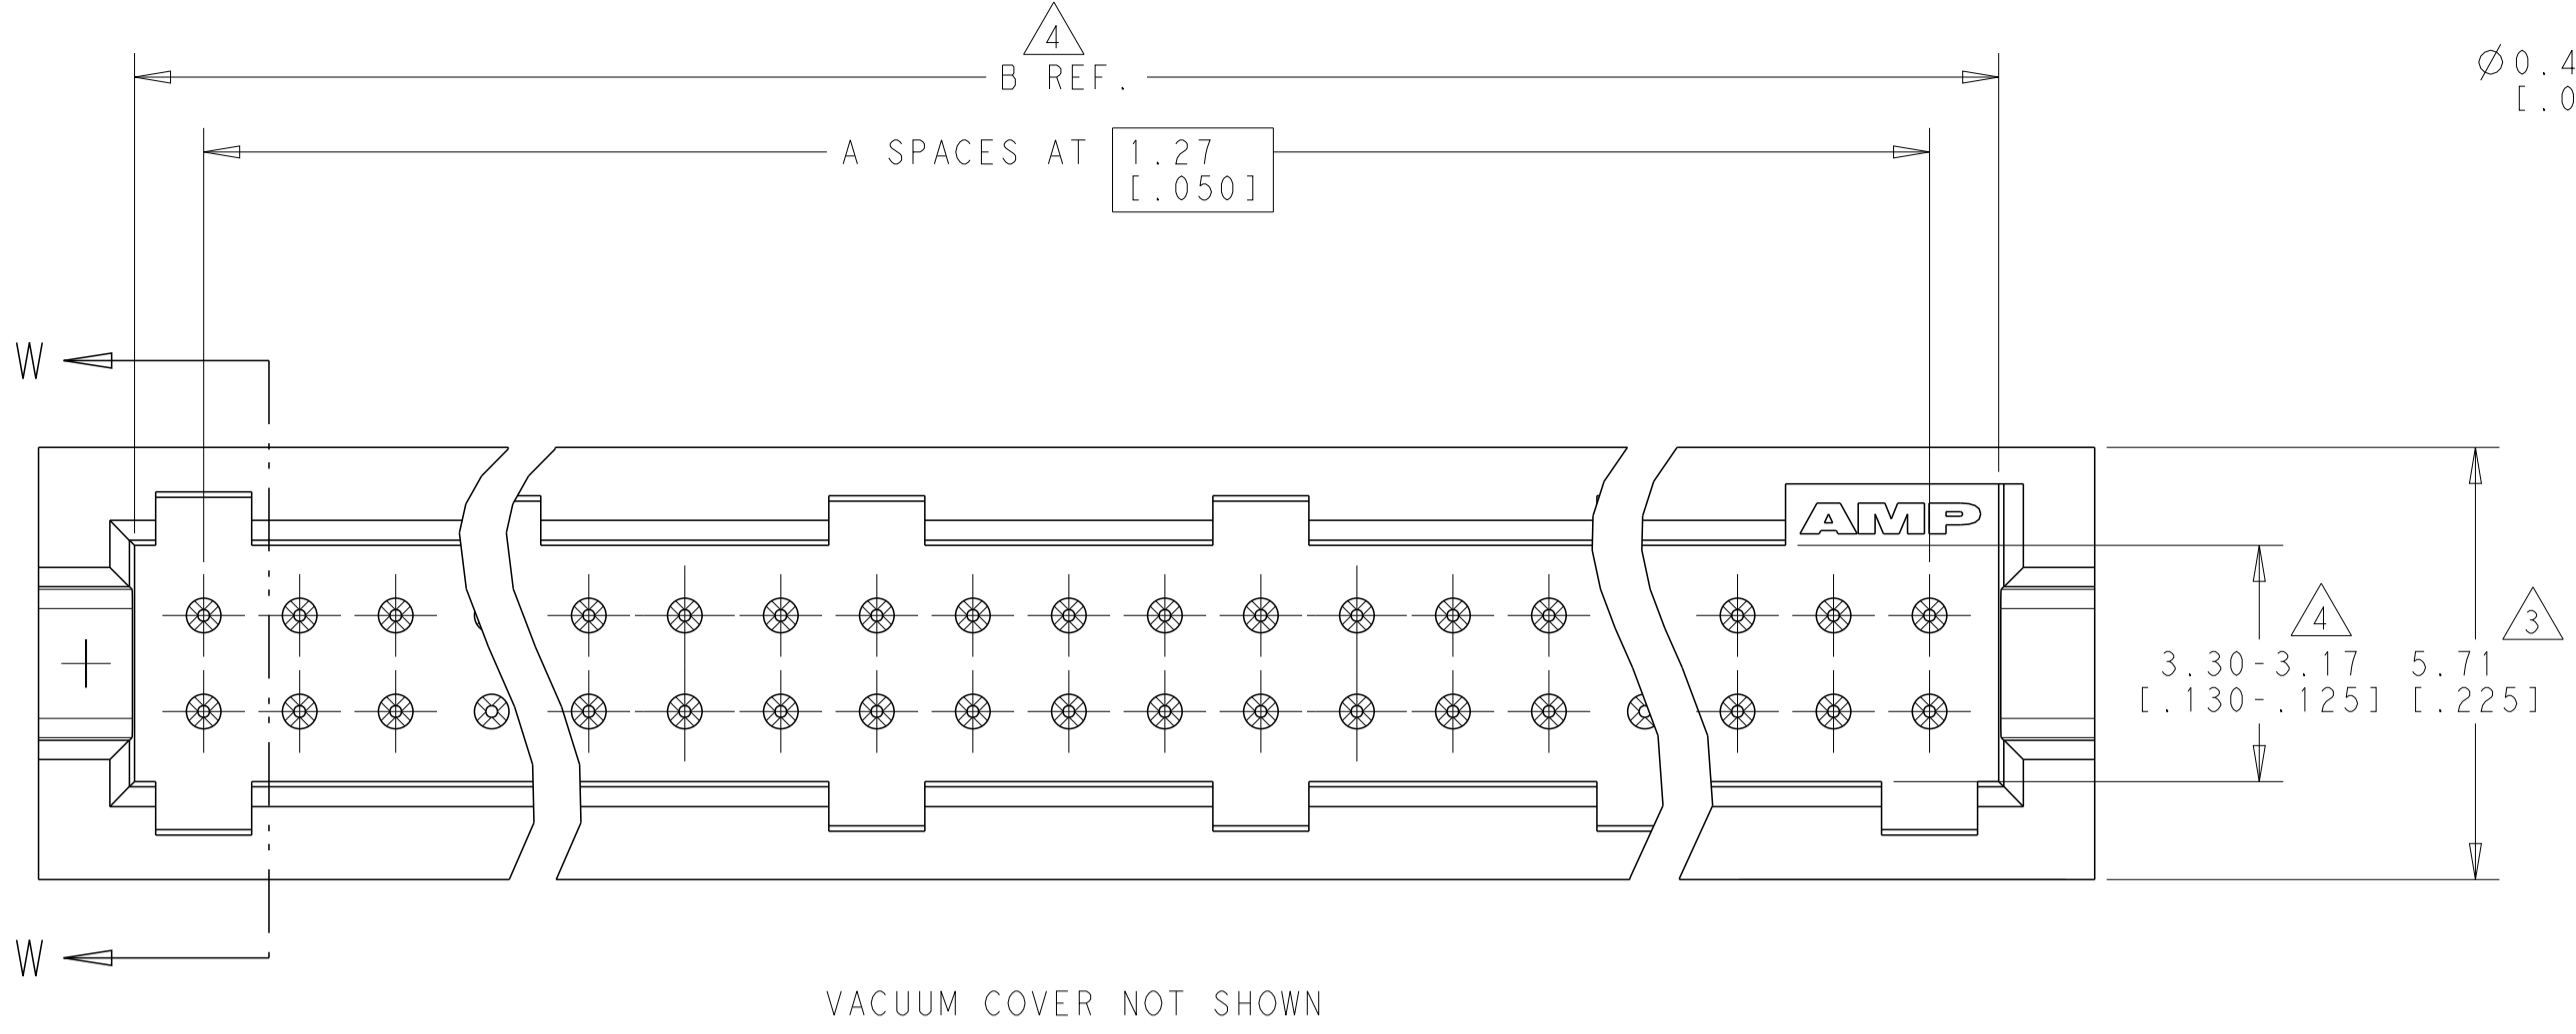 4
B REF.
A SPACES AT 1.27
[.050]
Ø0.4
[.0
W
AMP
4
3
3.30-3.17 5.71
[.130-.125] [.225]
W
VACUUM COVER NOT SHOWN